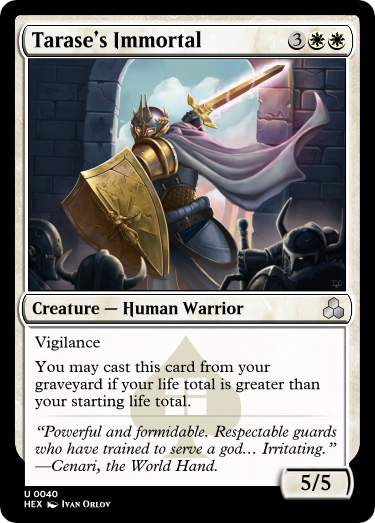 Tarase's Immortal 3
Creature — Human Warrior
Vigilance
You may cast this card from your
graveyard if your life total is greater than
your starting life total.
“Powerful and formidable. Respectable guards
who have trained to serve a god… Irritating.”
—Cenari, the World Hand.
5/5
U 0040
HEX Ivan Orlov